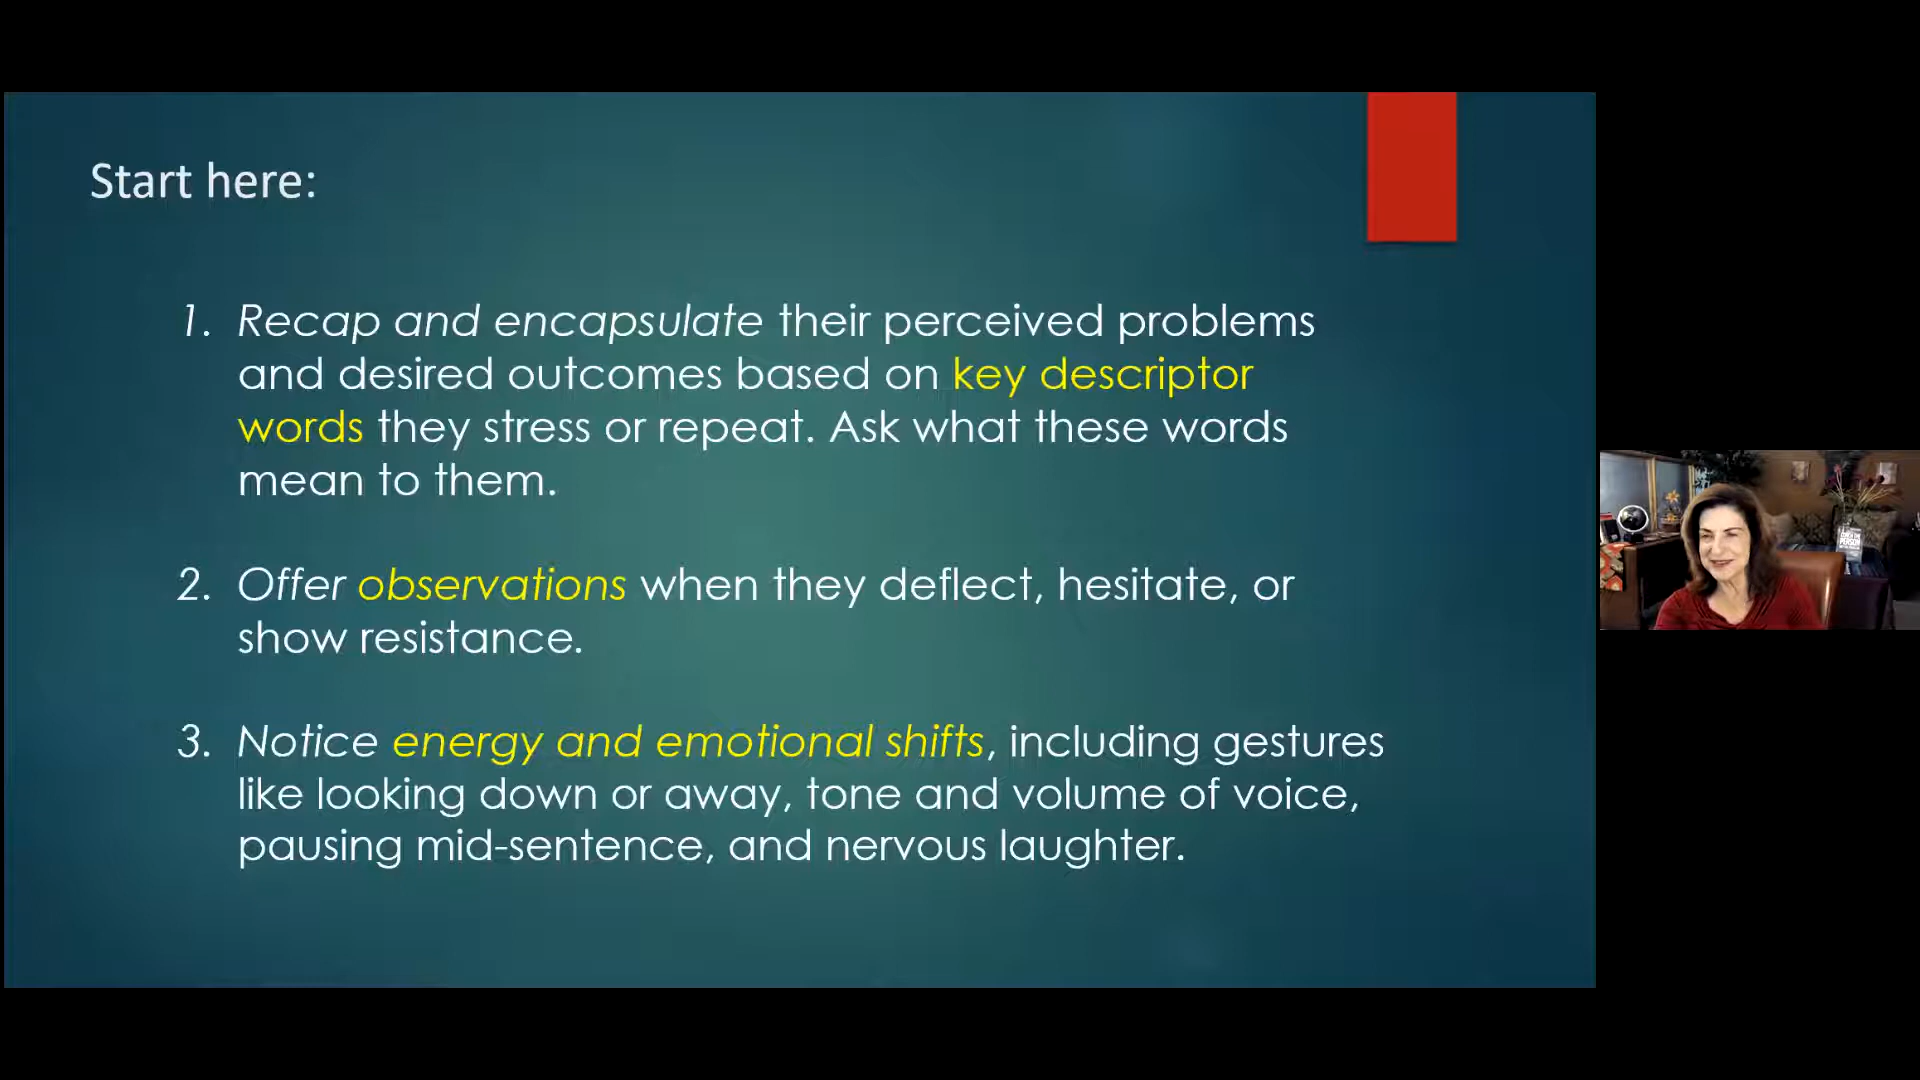 Start here:
1. Recap and encapsulate their perceived problems
and desired outcomes based on key descriptor
words they stress or repeat. Ask what these words
mean to them.
2. Offer observations when they deflect, hesitate, or
show resistance.
3. Notice energy and emotional shifts, including gestures
like looking down or away, tone and volume of voice,
pausing mid-sentence, and nervous laughter.
COACH THE
PERSON